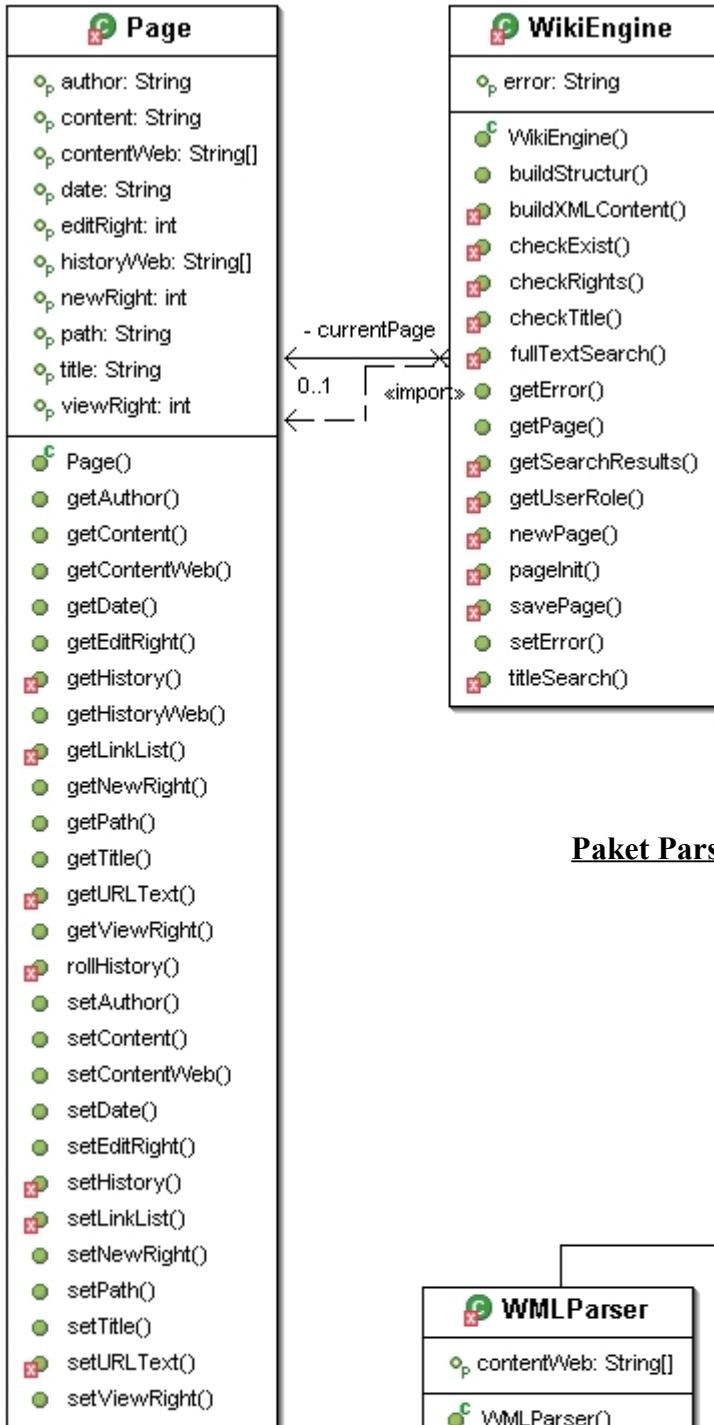 Page
author: String
content: String
contentWeb: String[]
date: String
editRight: int
historyWeb: String[]
newRight: int
path: String
title: String
viewRight: int
Page()
getAuthor()
getContent()
getContentWeb()
getDate()
getEditRight()
getHistory()
getHistoryWeb()
getLinkList()
getNewRight()
getPath()
getTitle()
getURLText()
getViewRight()
rollHistory()
setAuthor()
setContent()
setContentWeb()
setDate()
setEditRight()
setHistory()
setLinkList()
setNewRight()
setPath()
setTitle()
setURLText()
setViewRight()
- currentPage
0..1
«import»
WikiEngine
error: String
WikiEngine()
buildStructur()
buildXMLContent()
checkExist()
checkRights()
checkTitle()
fullTextSearch()
getError()
getPage()
getSearchResults()
getUserRole()
newPage()
pageInit()
savePage()
setError()
titleSearch()
Paket Pars
WMLParser
contentWeb: String[]
WMLParser()